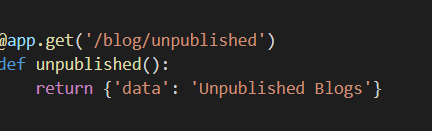 @app.get('/blog/unpublished')
def unpublished():
    return {'data': 'Unpublished Blogs'}